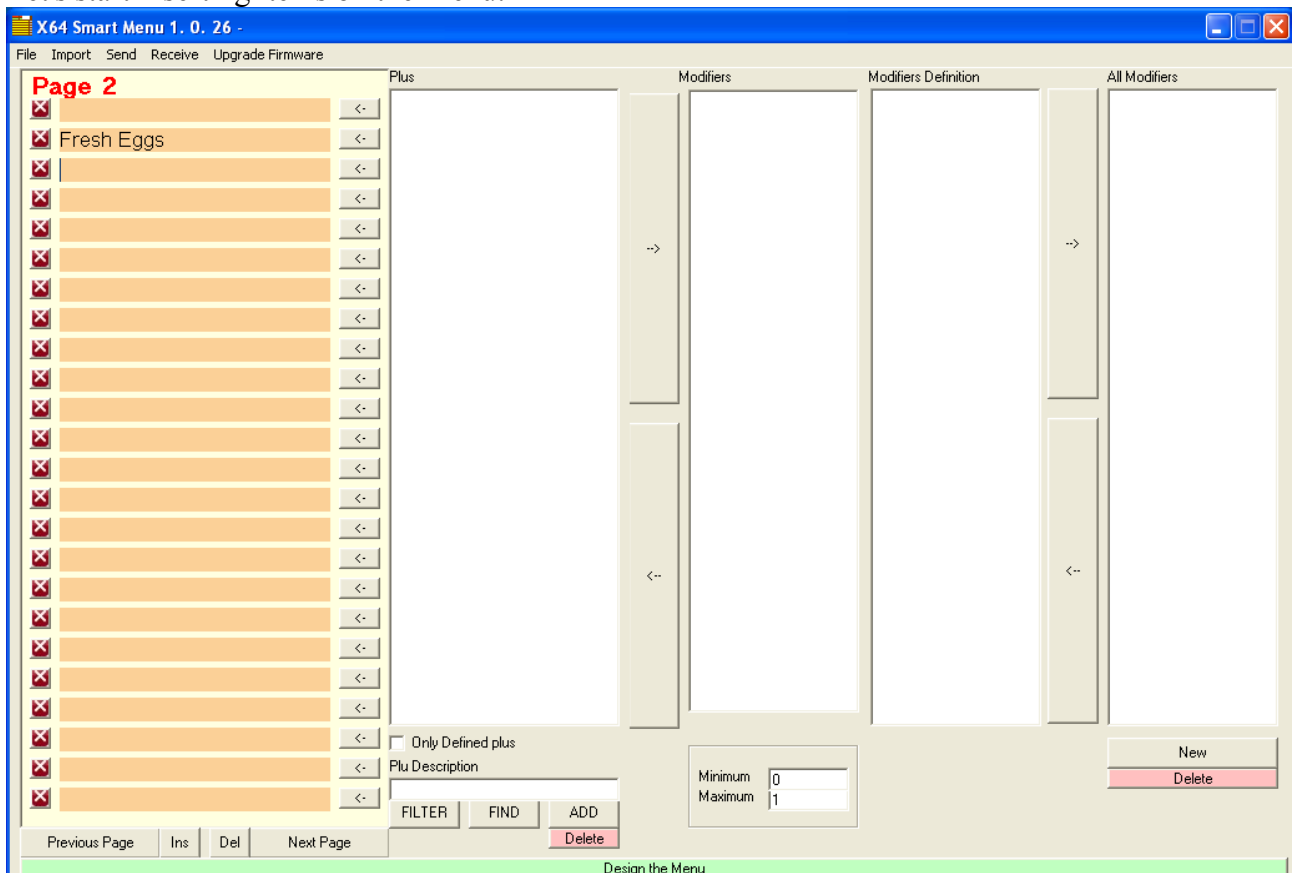 X64 Smart Menu 1. 0. 26 -
File Import Send Receive Upgrade Firmware
Page 2
Plus Modifiers Modifiers Definition All Modifiers
<-
Fresh Eggs <-
<-
<-
<-
<- --> -->
<-
<-
<-
<-
<-
<-
<-
<-
<-
<-
<- <-- <--
<-
<-
<-
<-
<- Only Defined plus New
<- Plu Description Minimum 0 Delete
<- Maximum 1
FILTER FIND ADD
Previous Page Ins Del Next Page Delete
Design the Menu